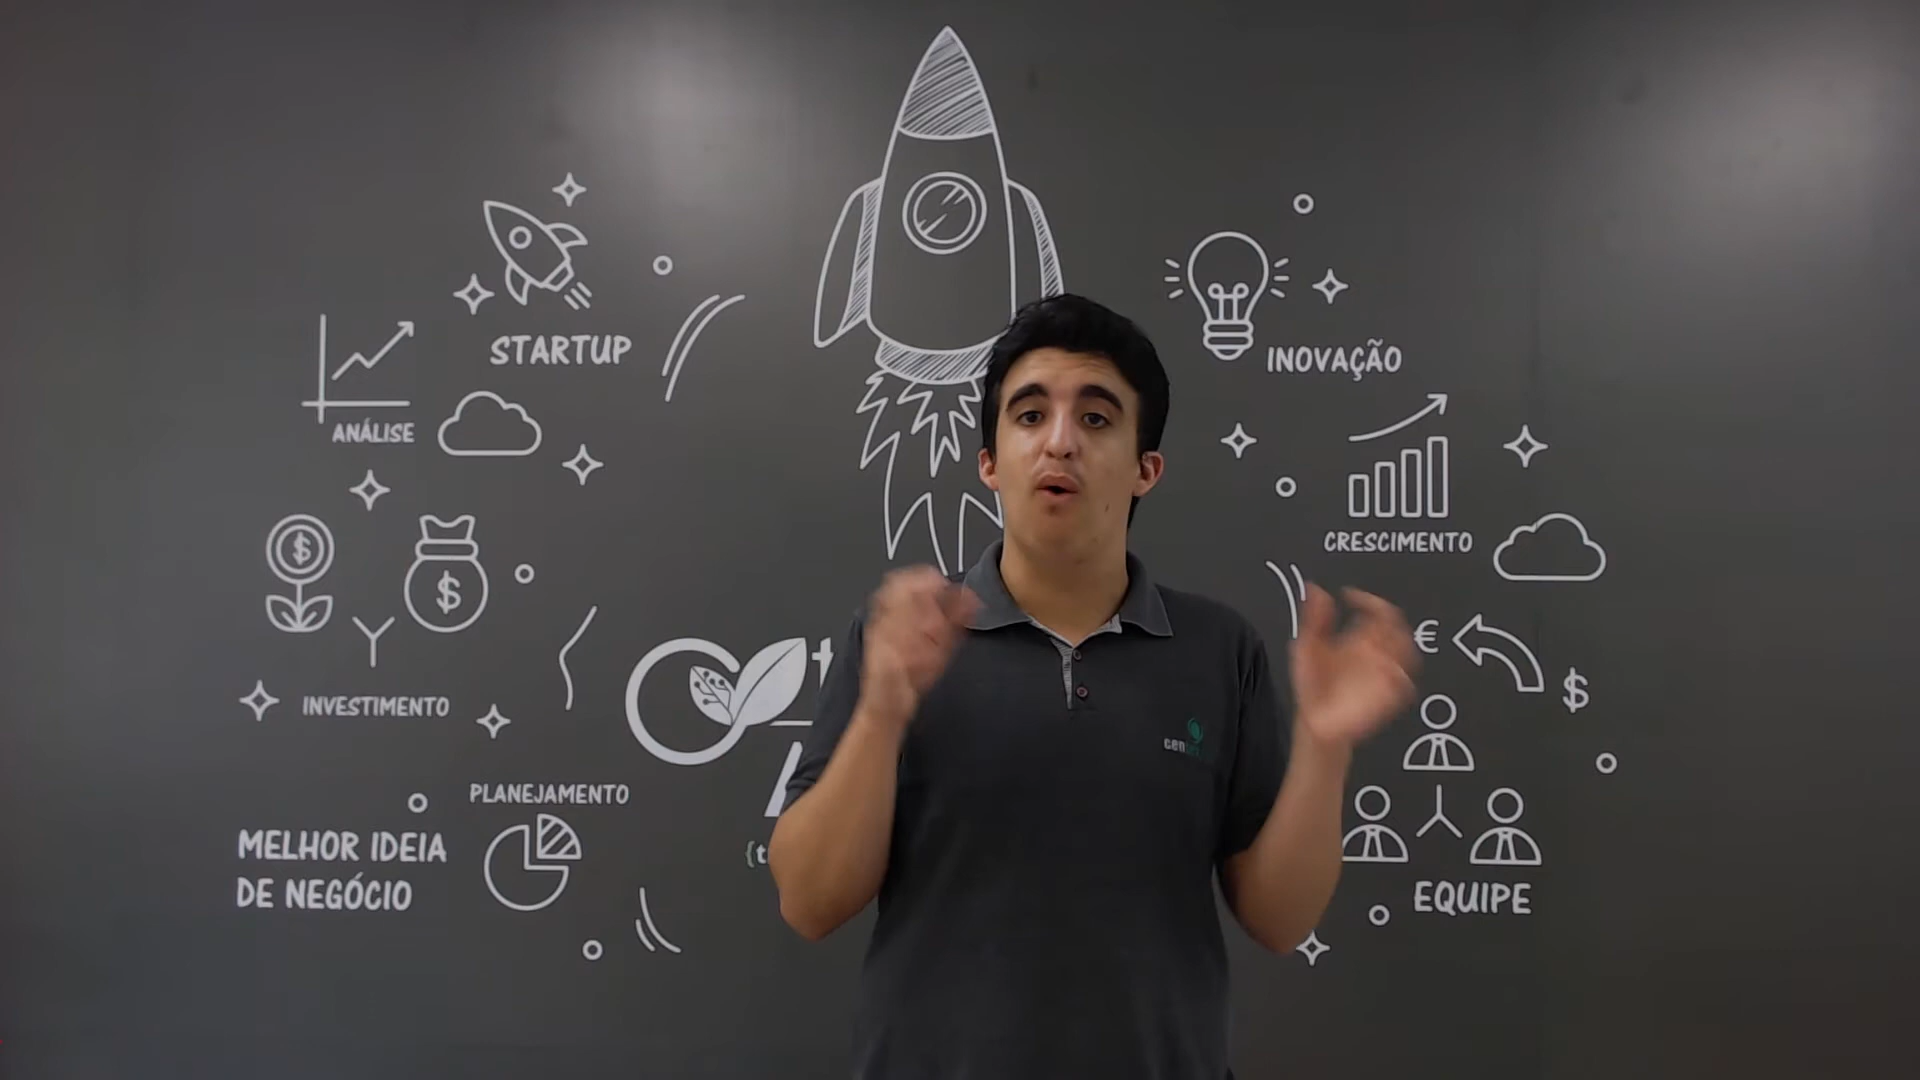 STARTUP
INOVAÇÃO
ANÁLISE
$
$
CRESCIMENTO
€
$
INVESTIMENTO
PLANEJAMENTO
MELHOR IDEIA
DE NEGÓCIO
EQUIPE